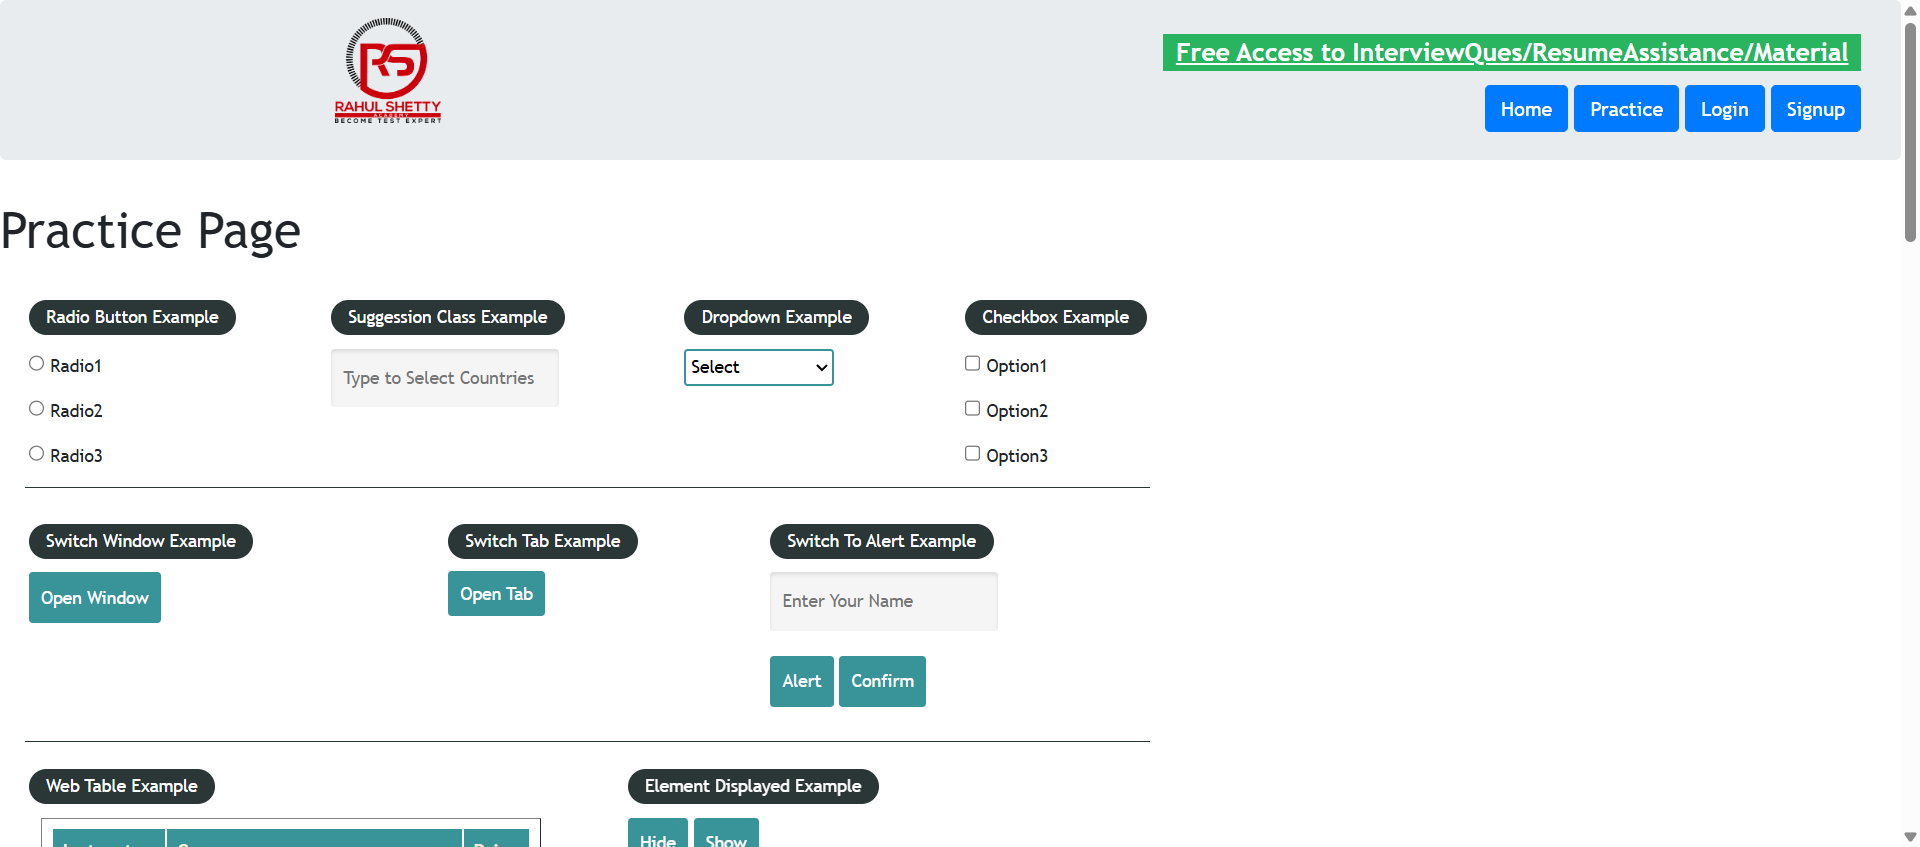 RAHUL SHETTY
ACADEMY
BECOME TEST EXPERT
Free Access to InterviewQues/ResumeAssistance/Material
Home Practice Login Signup
Practice Page
Radio Button Example
Radio1
Radio2
Radio3
Suggession Class Example
Type to Select Countries
Dropdown Example
Select
Checkbox Example
Option1
Option2
Option3
Switch Window Example
Open Window
Switch Tab Example
Open Tab
Switch To Alert Example
Enter Your Name
Alert Confirm
Web Table Example
Element Displayed Example
Hide Show